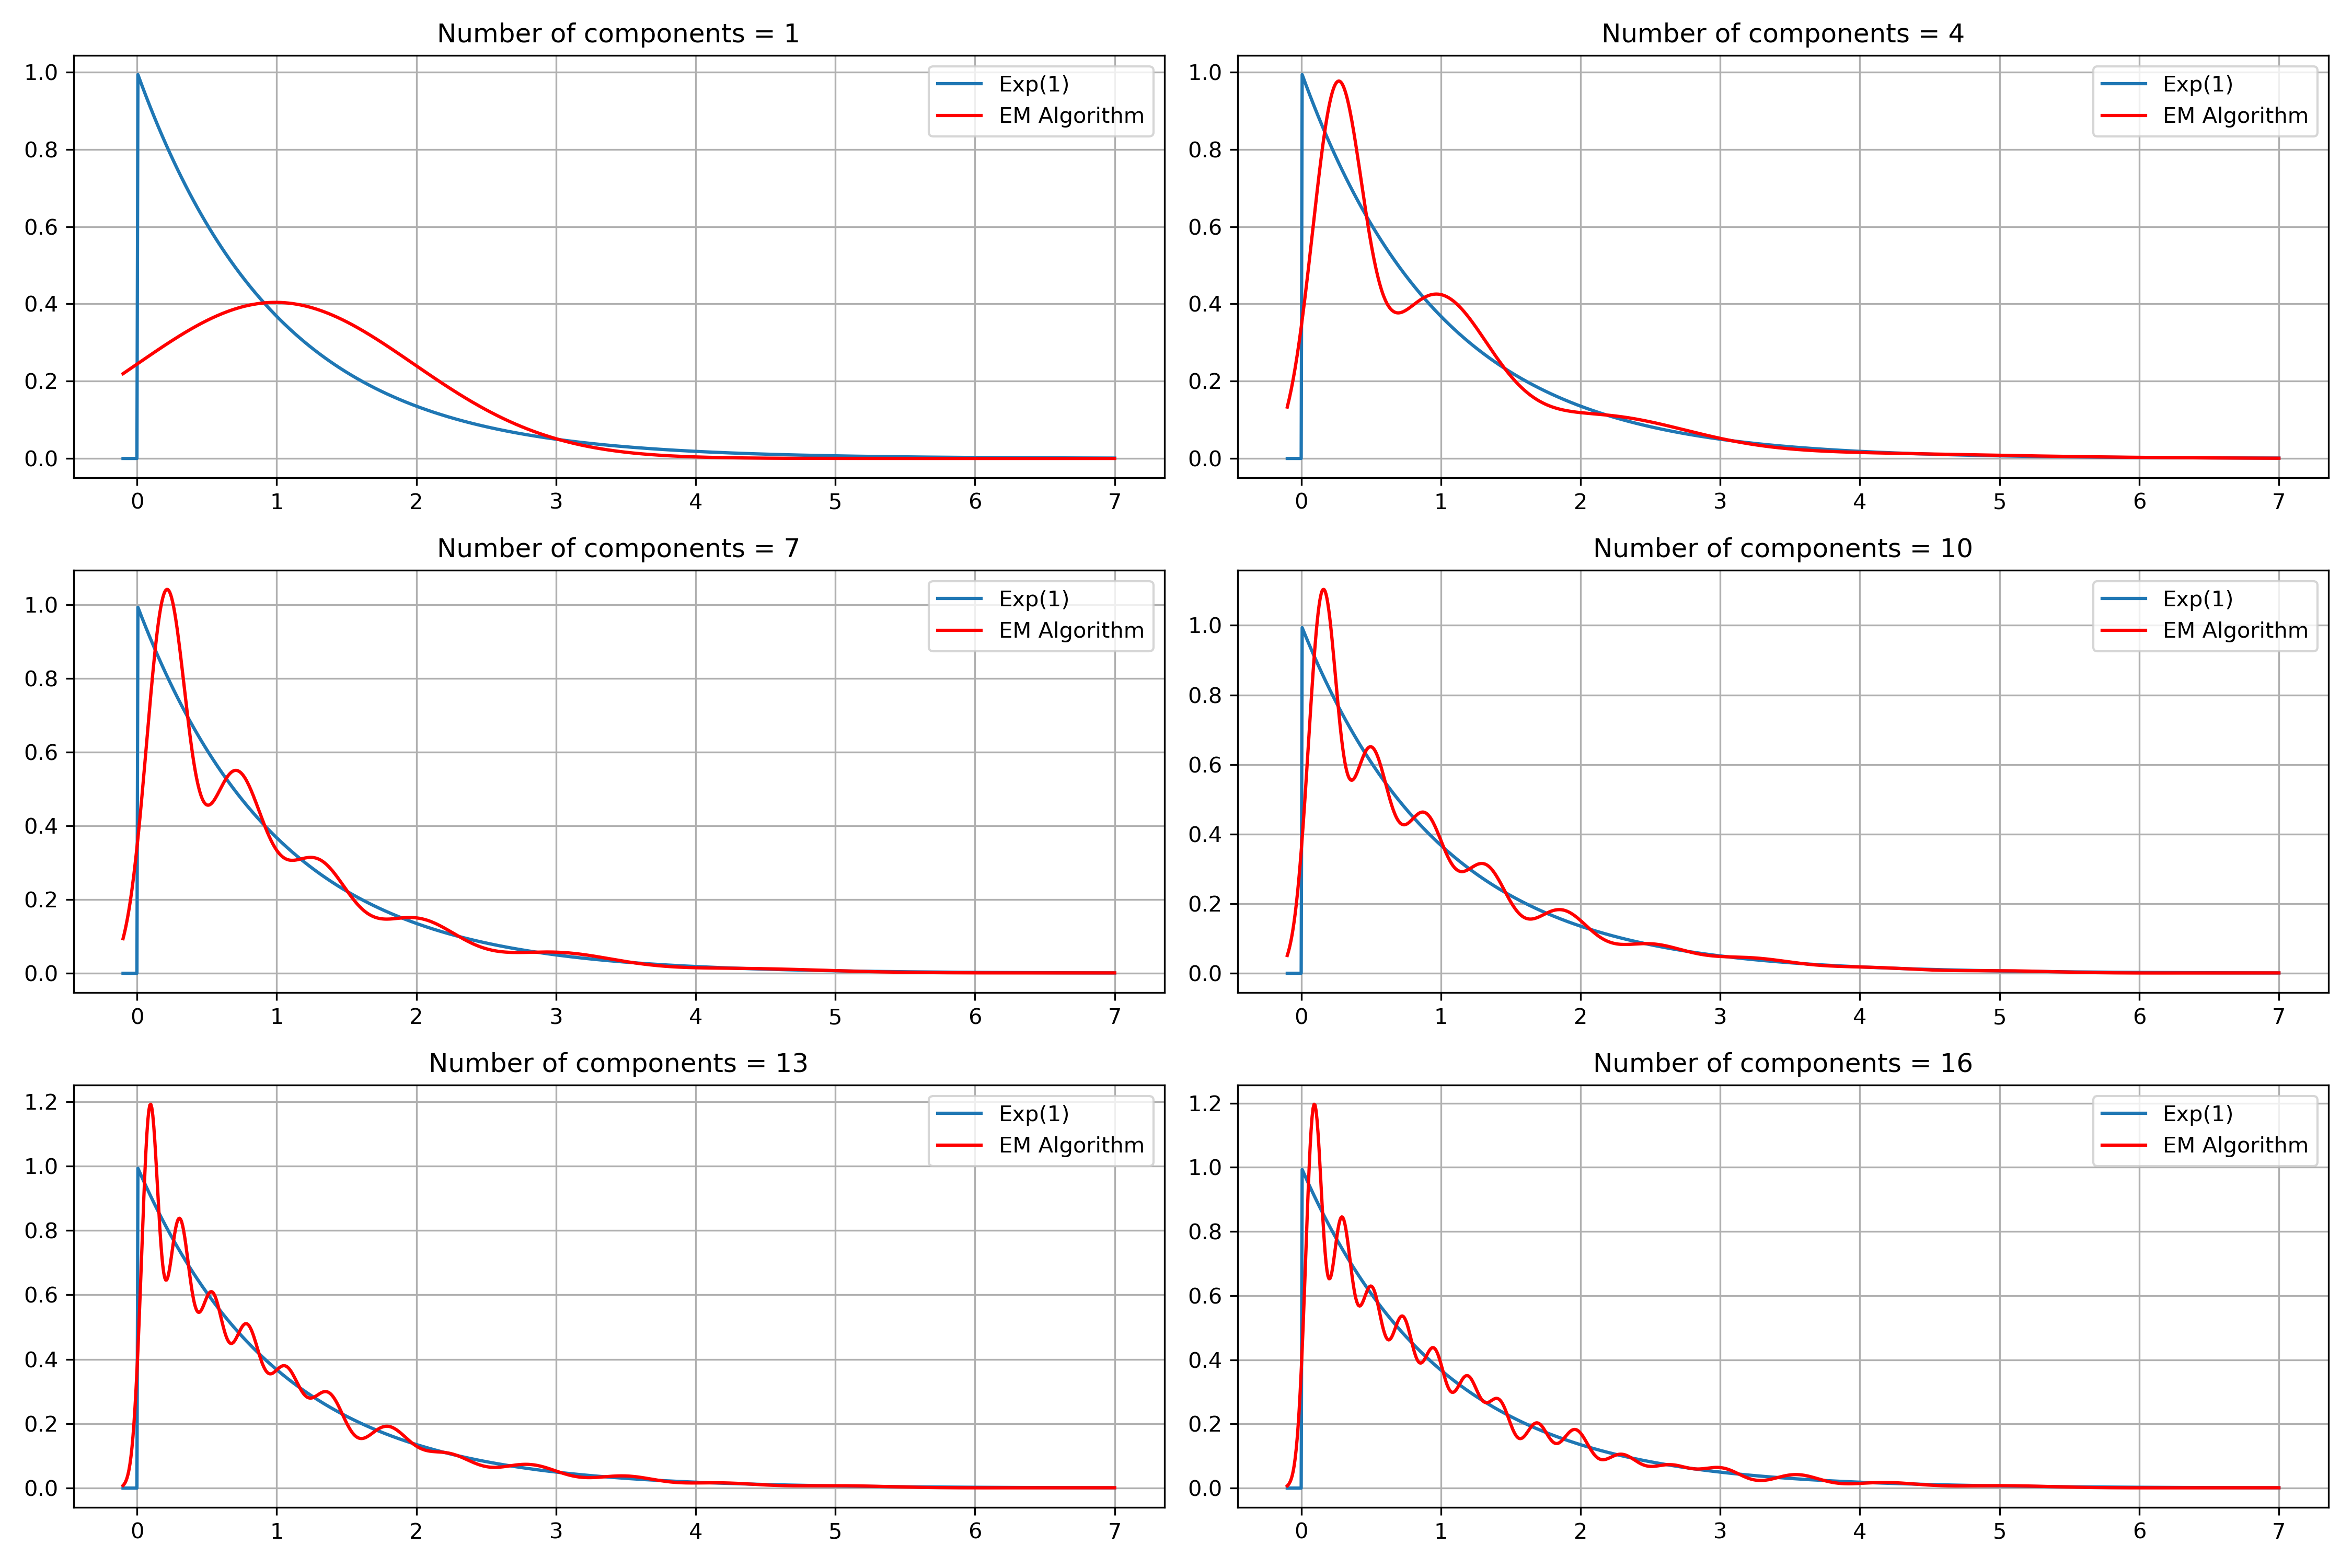 Number of components = 1
Exp(1)
EM Algorithm
1.0
0.8
0.6
0.4
0.2
0.0
0 1 2 3 4 5 6 7
Number of components = 4
Exp(1)
EM Algorithm
1.0
0.8
0.6
0.4
0.2
0.0
0 1 2 3 4 5 6 7
Number of components = 7
Exp(1)
EM Algorithm
1.0
0.8
0.6
0.4
0.2
0.0
0 1 2 3 4 5 6 7
Number of components = 10
Exp(1)
EM Algorithm
1.0
0.8
0.6
0.4
0.2
0.0
0 1 2 3 4 5 6 7
Number of components = 13
Exp(1)
EM Algorithm
1.2
1.0
0.8
0.6
0.4
0.2
0.0
0 1 2 3 4 5 6 7
Number of components = 16
Exp(1)
EM Algorithm
1.2
1.0
0.8
0.6
0.4
0.2
0.0
0 1 2 3 4 5 6 7